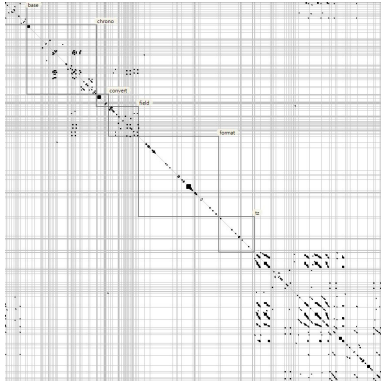 base
chrono
convert
field
format
tz